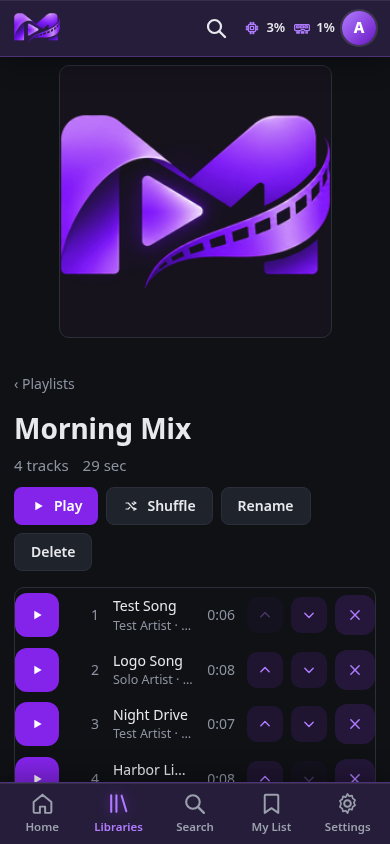 3% 1% A
‹ Playlists
Morning Mix
4 tracks 29 sec
Play Shuffle Rename
Delete
1 Test Song 0:06
Test Artist · ...
2 Logo Song 0:08
Solo Artist · ...
3 Night Drive 0:07
Test Artist · ...
4 Harbor Li... 0:08
Home Libraries Search My List Settings